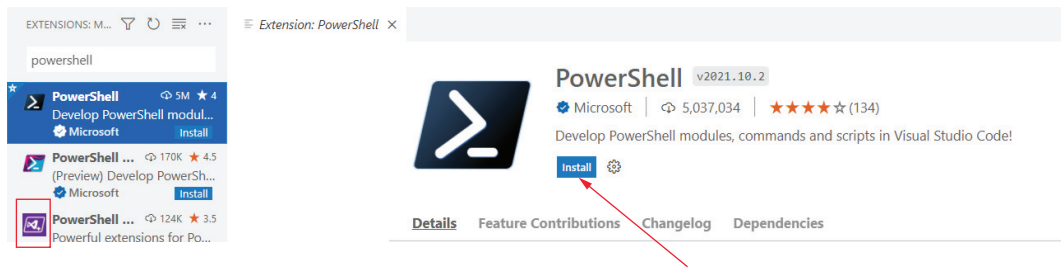 EXTENSIONS: M...
powershell
PowerShell 5M ★ 4
Develop PowerShell modul...
Microsoft Install
PowerShell ... 170K ★ 4.5
(Preview) Develop PowerSh...
Microsoft Install
PowerShell ... 124K ★ 3.5
Powerful extensions for Po...
Extension: PowerShell
PowerShell v2021.10.2
Microsoft 5,037,034 ★★★★☆(134)
Develop PowerShell modules, commands and scripts in Visual Studio Code!
Install
Details Feature Contributions Changelog Dependencies